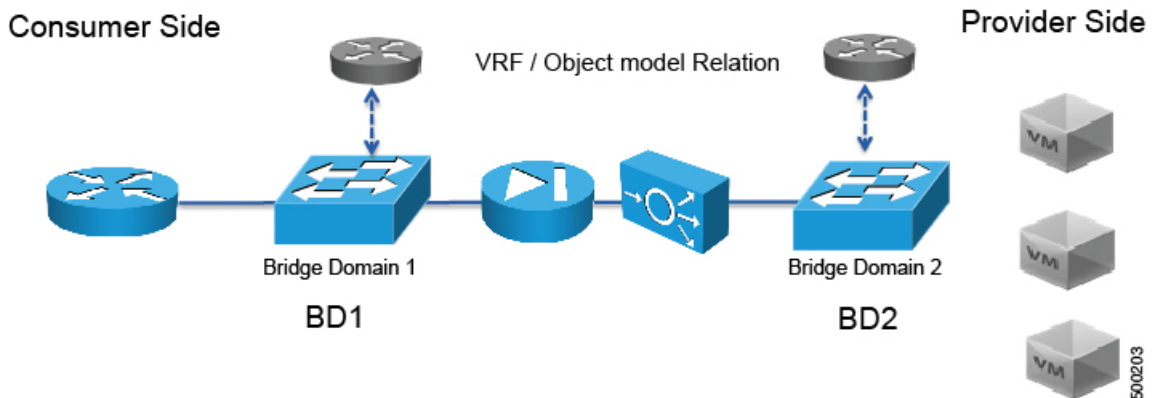 Consumer Side
Provider Side
VRF / Object model Relation
VM
Bridge Domain 1
Bridge Domain 2
VM
BD1
BD2
VM
500203